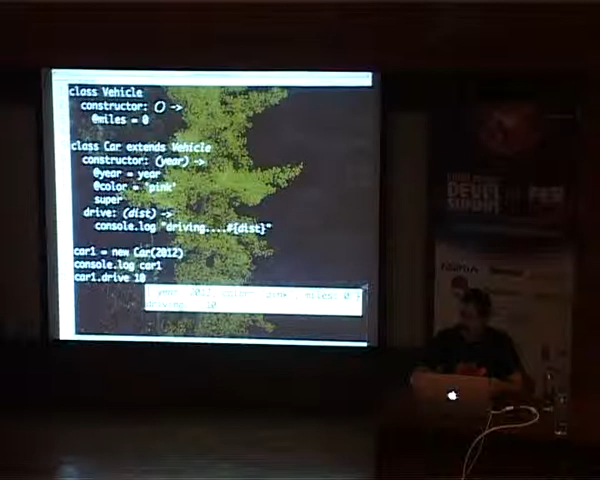 class Vehicle
constructor: () ->
@miles = 0
class Car extends Vehicle
constructor: (year) ->
@year = year
@color = 'pink'
super
drive: (dist) ->
console.log "driving....#{dist}"
car1 = new Car(2012)
console.log car1
car1.drive 10